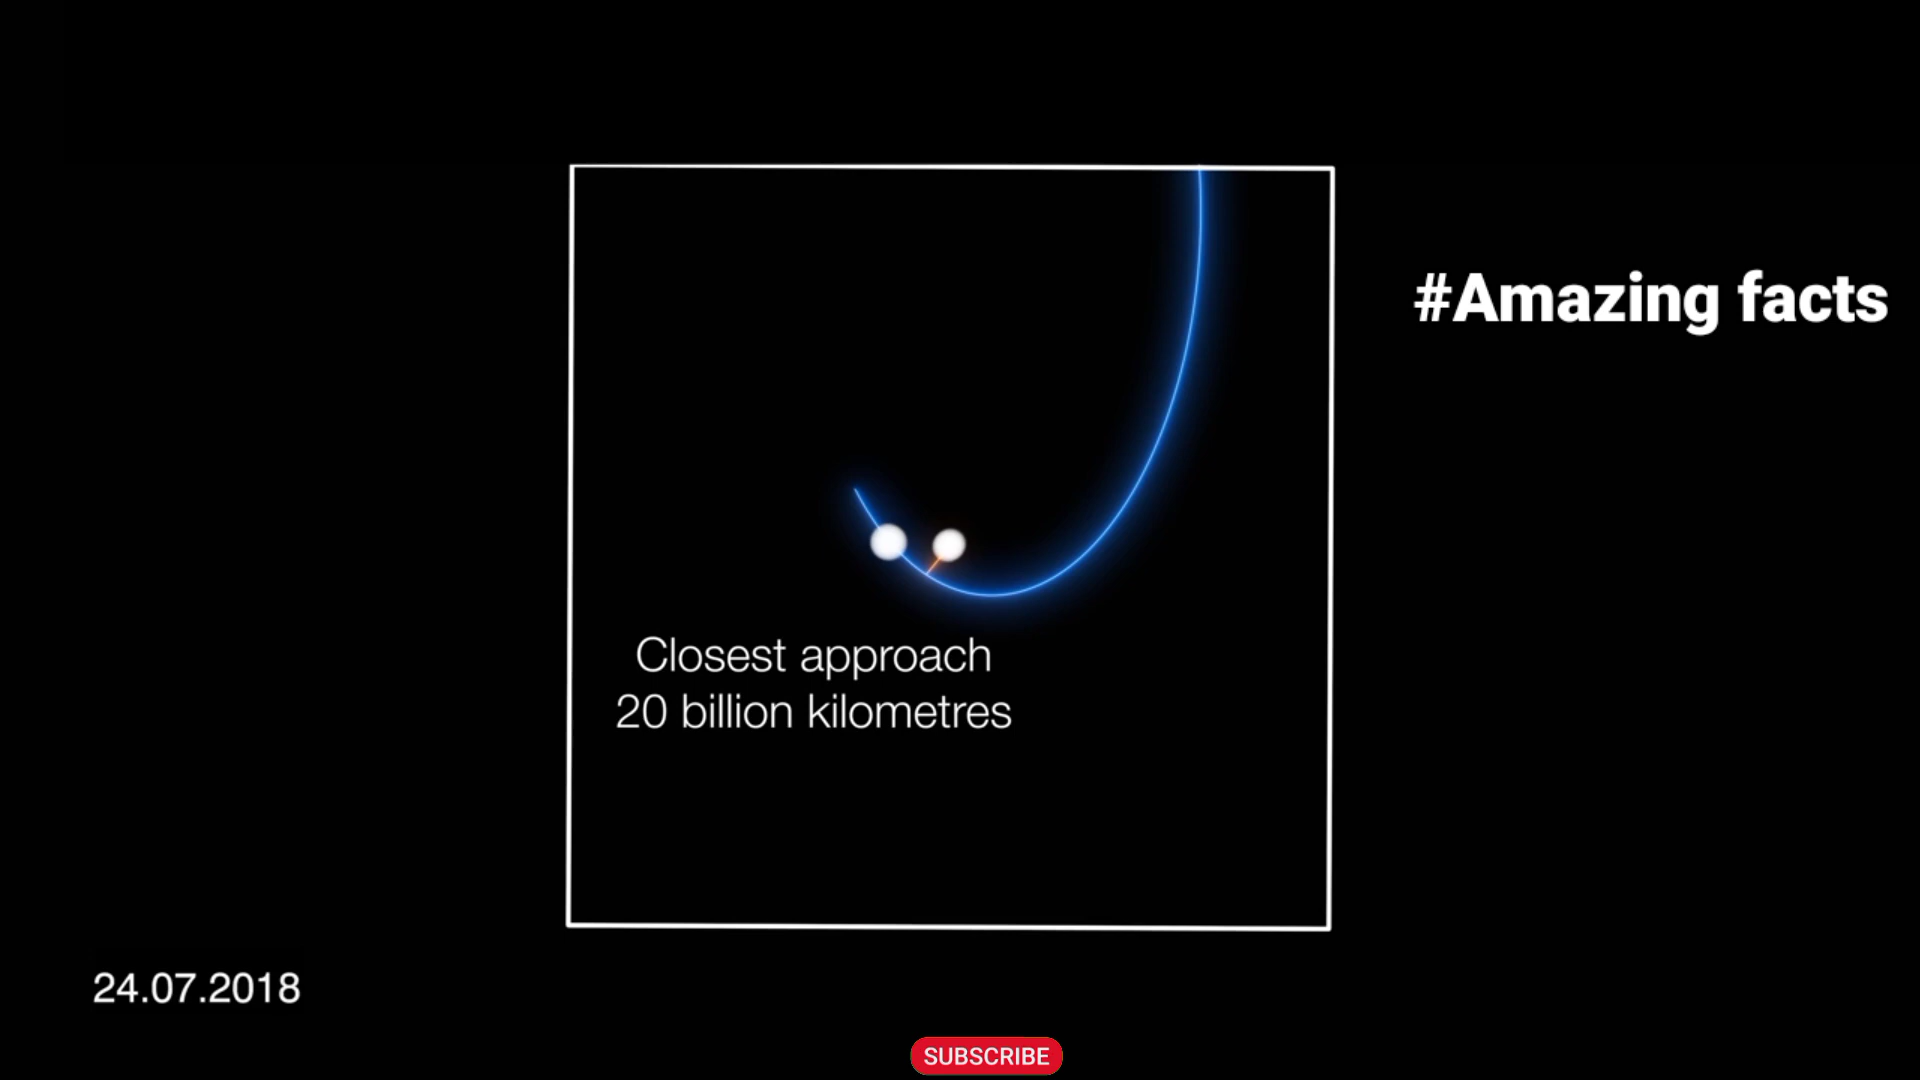 #Amazing facts
Closest approach
20 billion kilometres
24.07.2018
SUBSCRIBE